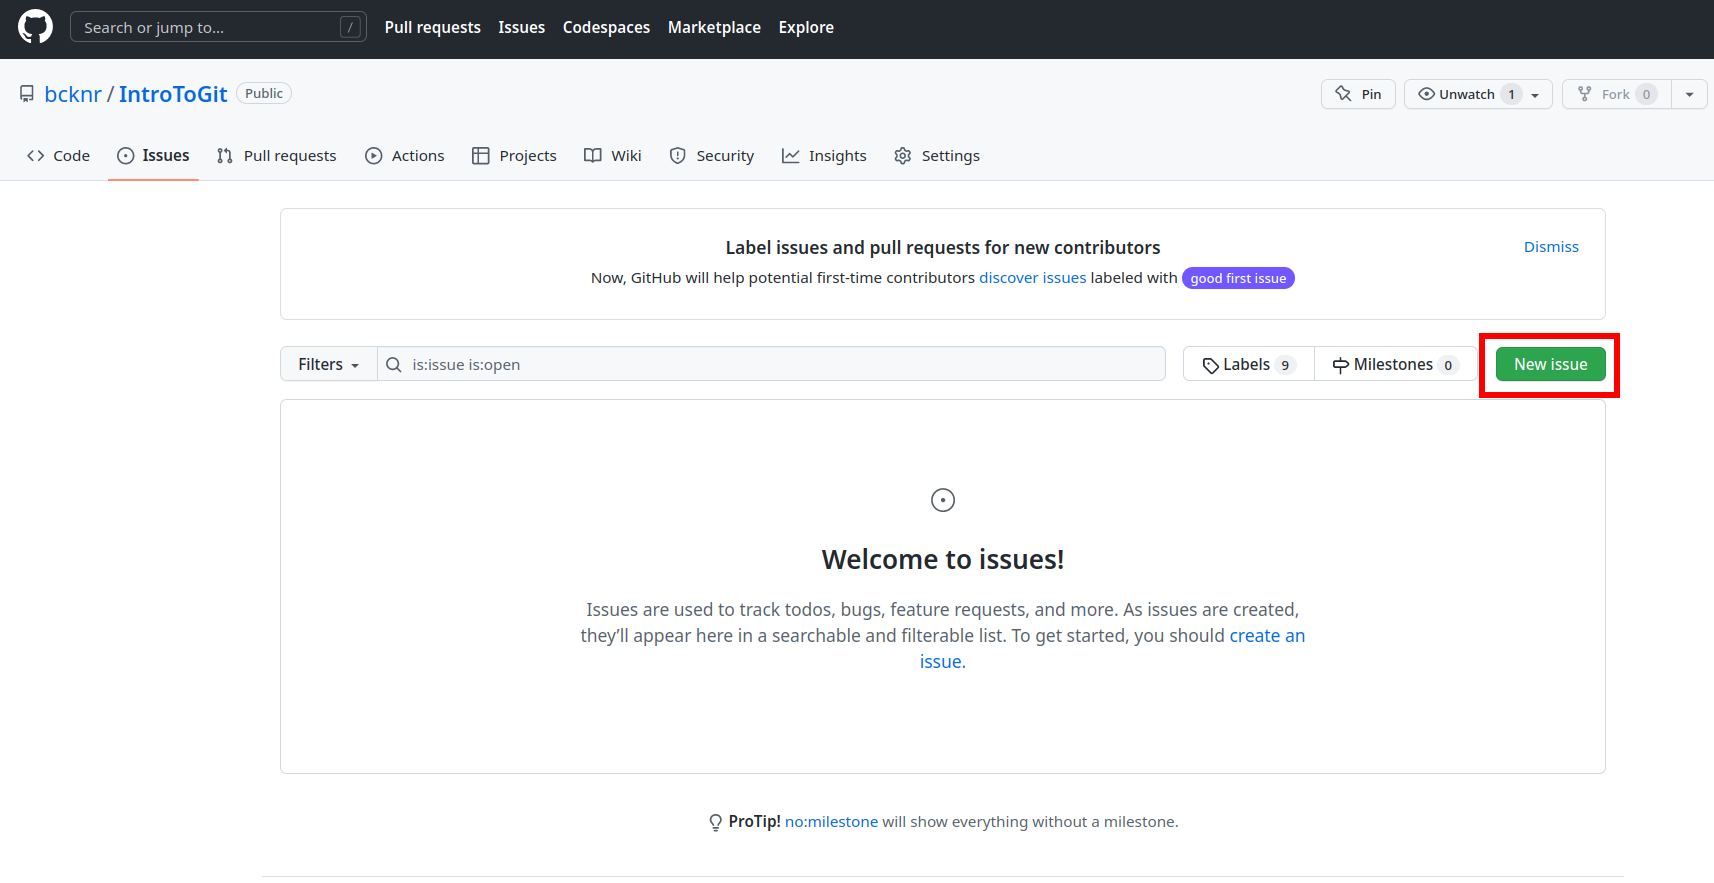 Search or jump to... / Pull requests Issues Codespaces Marketplace Explore
bcknr / IntroToGit Public Pin Unwatch 1 Fork 0
Code Issues Pull requests Actions Projects Wiki Security Insights Settings
Label issues and pull requests for new contributors Dismiss
Now, GitHub will help potential first-time contributors discover issues labeled with good first issue
Filters is:issue is:open Labels 9 Milestones 0 New issue
Welcome to issues!
Issues are used to track todos, bugs, feature requests, and more. As issues are created,
they’ll appear here in a searchable and filterable list. To get started, you should create an
issue.
ProTip! no:milestone will show everything without a milestone.